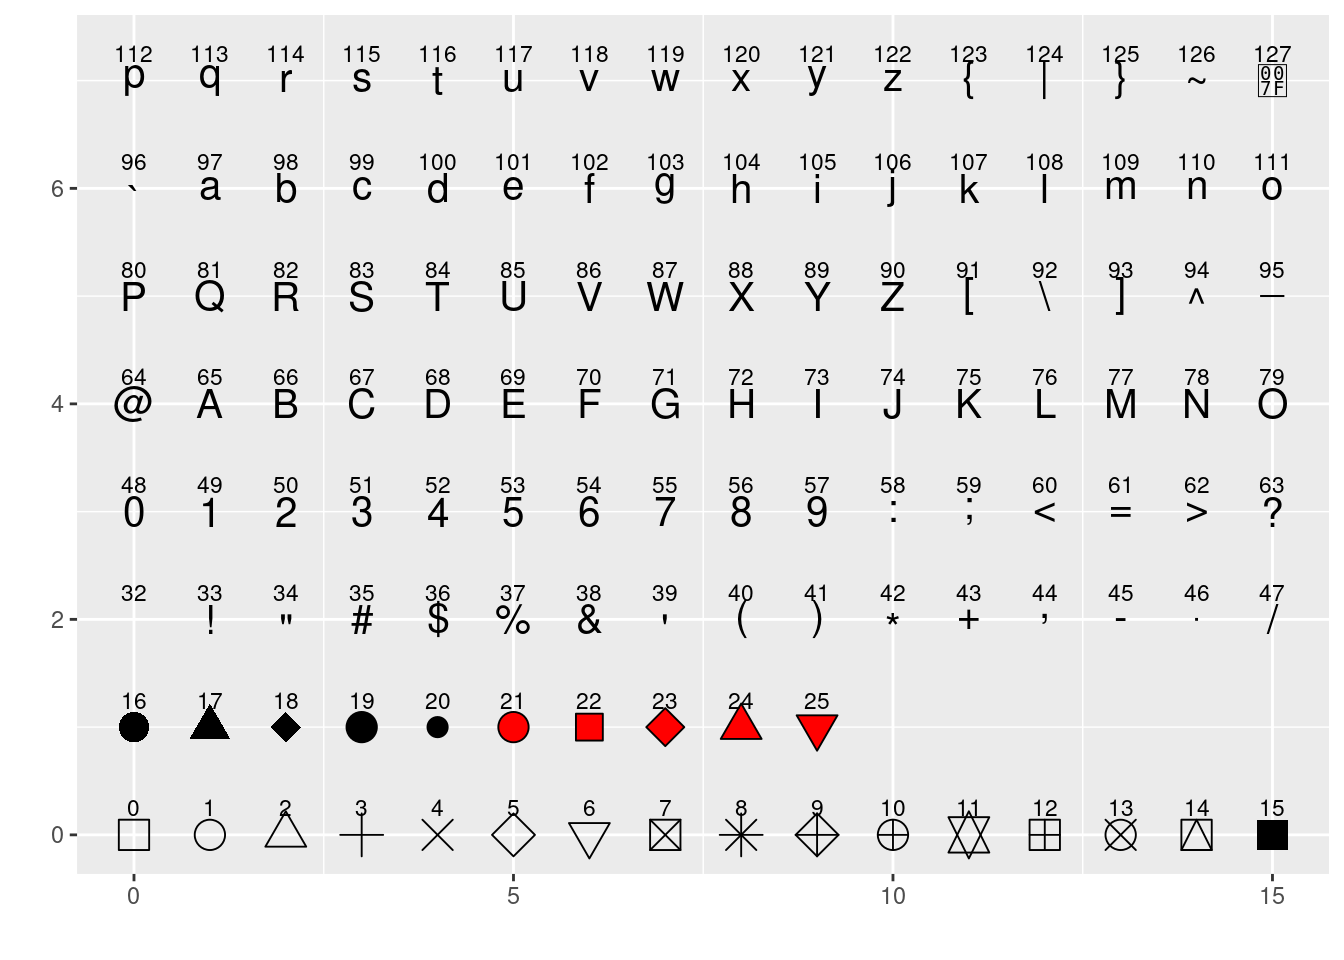 112 113 114 115 116 117 118 119 120 121 122 123 124 125 126 127
p q r s t u v w x y z { | } ~ 007F
96 97 98 99 100 101 102 103 104 105 106 107 108 109 110 111
6 ` a b c d e f g h i j k l m n o
80 81 82 83 84 85 86 87 88 89 90 91 92 93 94 95
P Q R S T U V W X Y Z [ \ ] ^ _
64 65 66 67 68 69 70 71 72 73 74 75 76 77 78 79
4 @ A B C D E F G H I J K L M N O
48 49 50 51 52 53 54 55 56 57 58 59 60 61 62 63
0 1 2 3 4 5 6 7 8 9 : ; < = > ?
32 33 34 35 36 37 38 39 40 41 42 43 44 45 46 47
2 ! " # $ % & ' ( ) * + , - . /
16 17 18 19 20 21 22 23 24 25
0 1 2 3 4 5 6 7 8 9 10 11 12 13 14 15
0
0 5 10 15